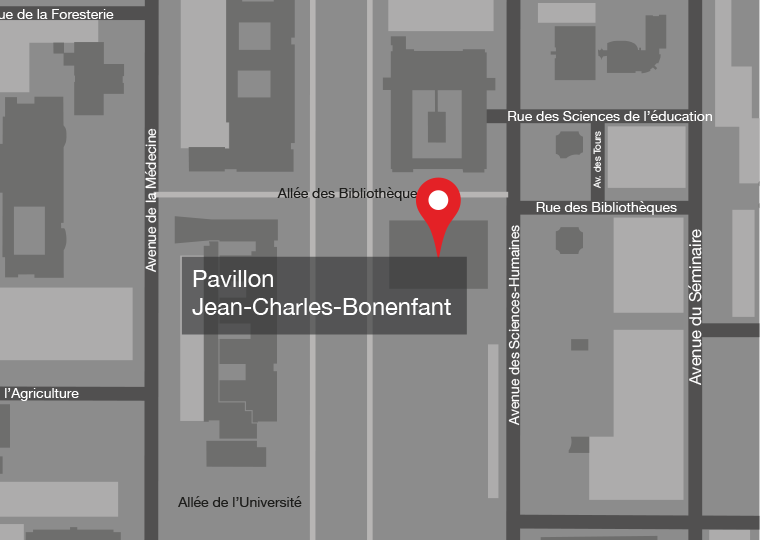 ue de la Foresterie
Rue des Sciences de l'éducation
Av. des Tours
Avenue de la Médecine
Allée des Bibliothèque
Rue des Bibliothèques
Avenue des Sciences-Humaines
Avenue du Séminaire
Pavillon
Jean-Charles-Bonenfant
l'Agriculture
Allée de l'Université